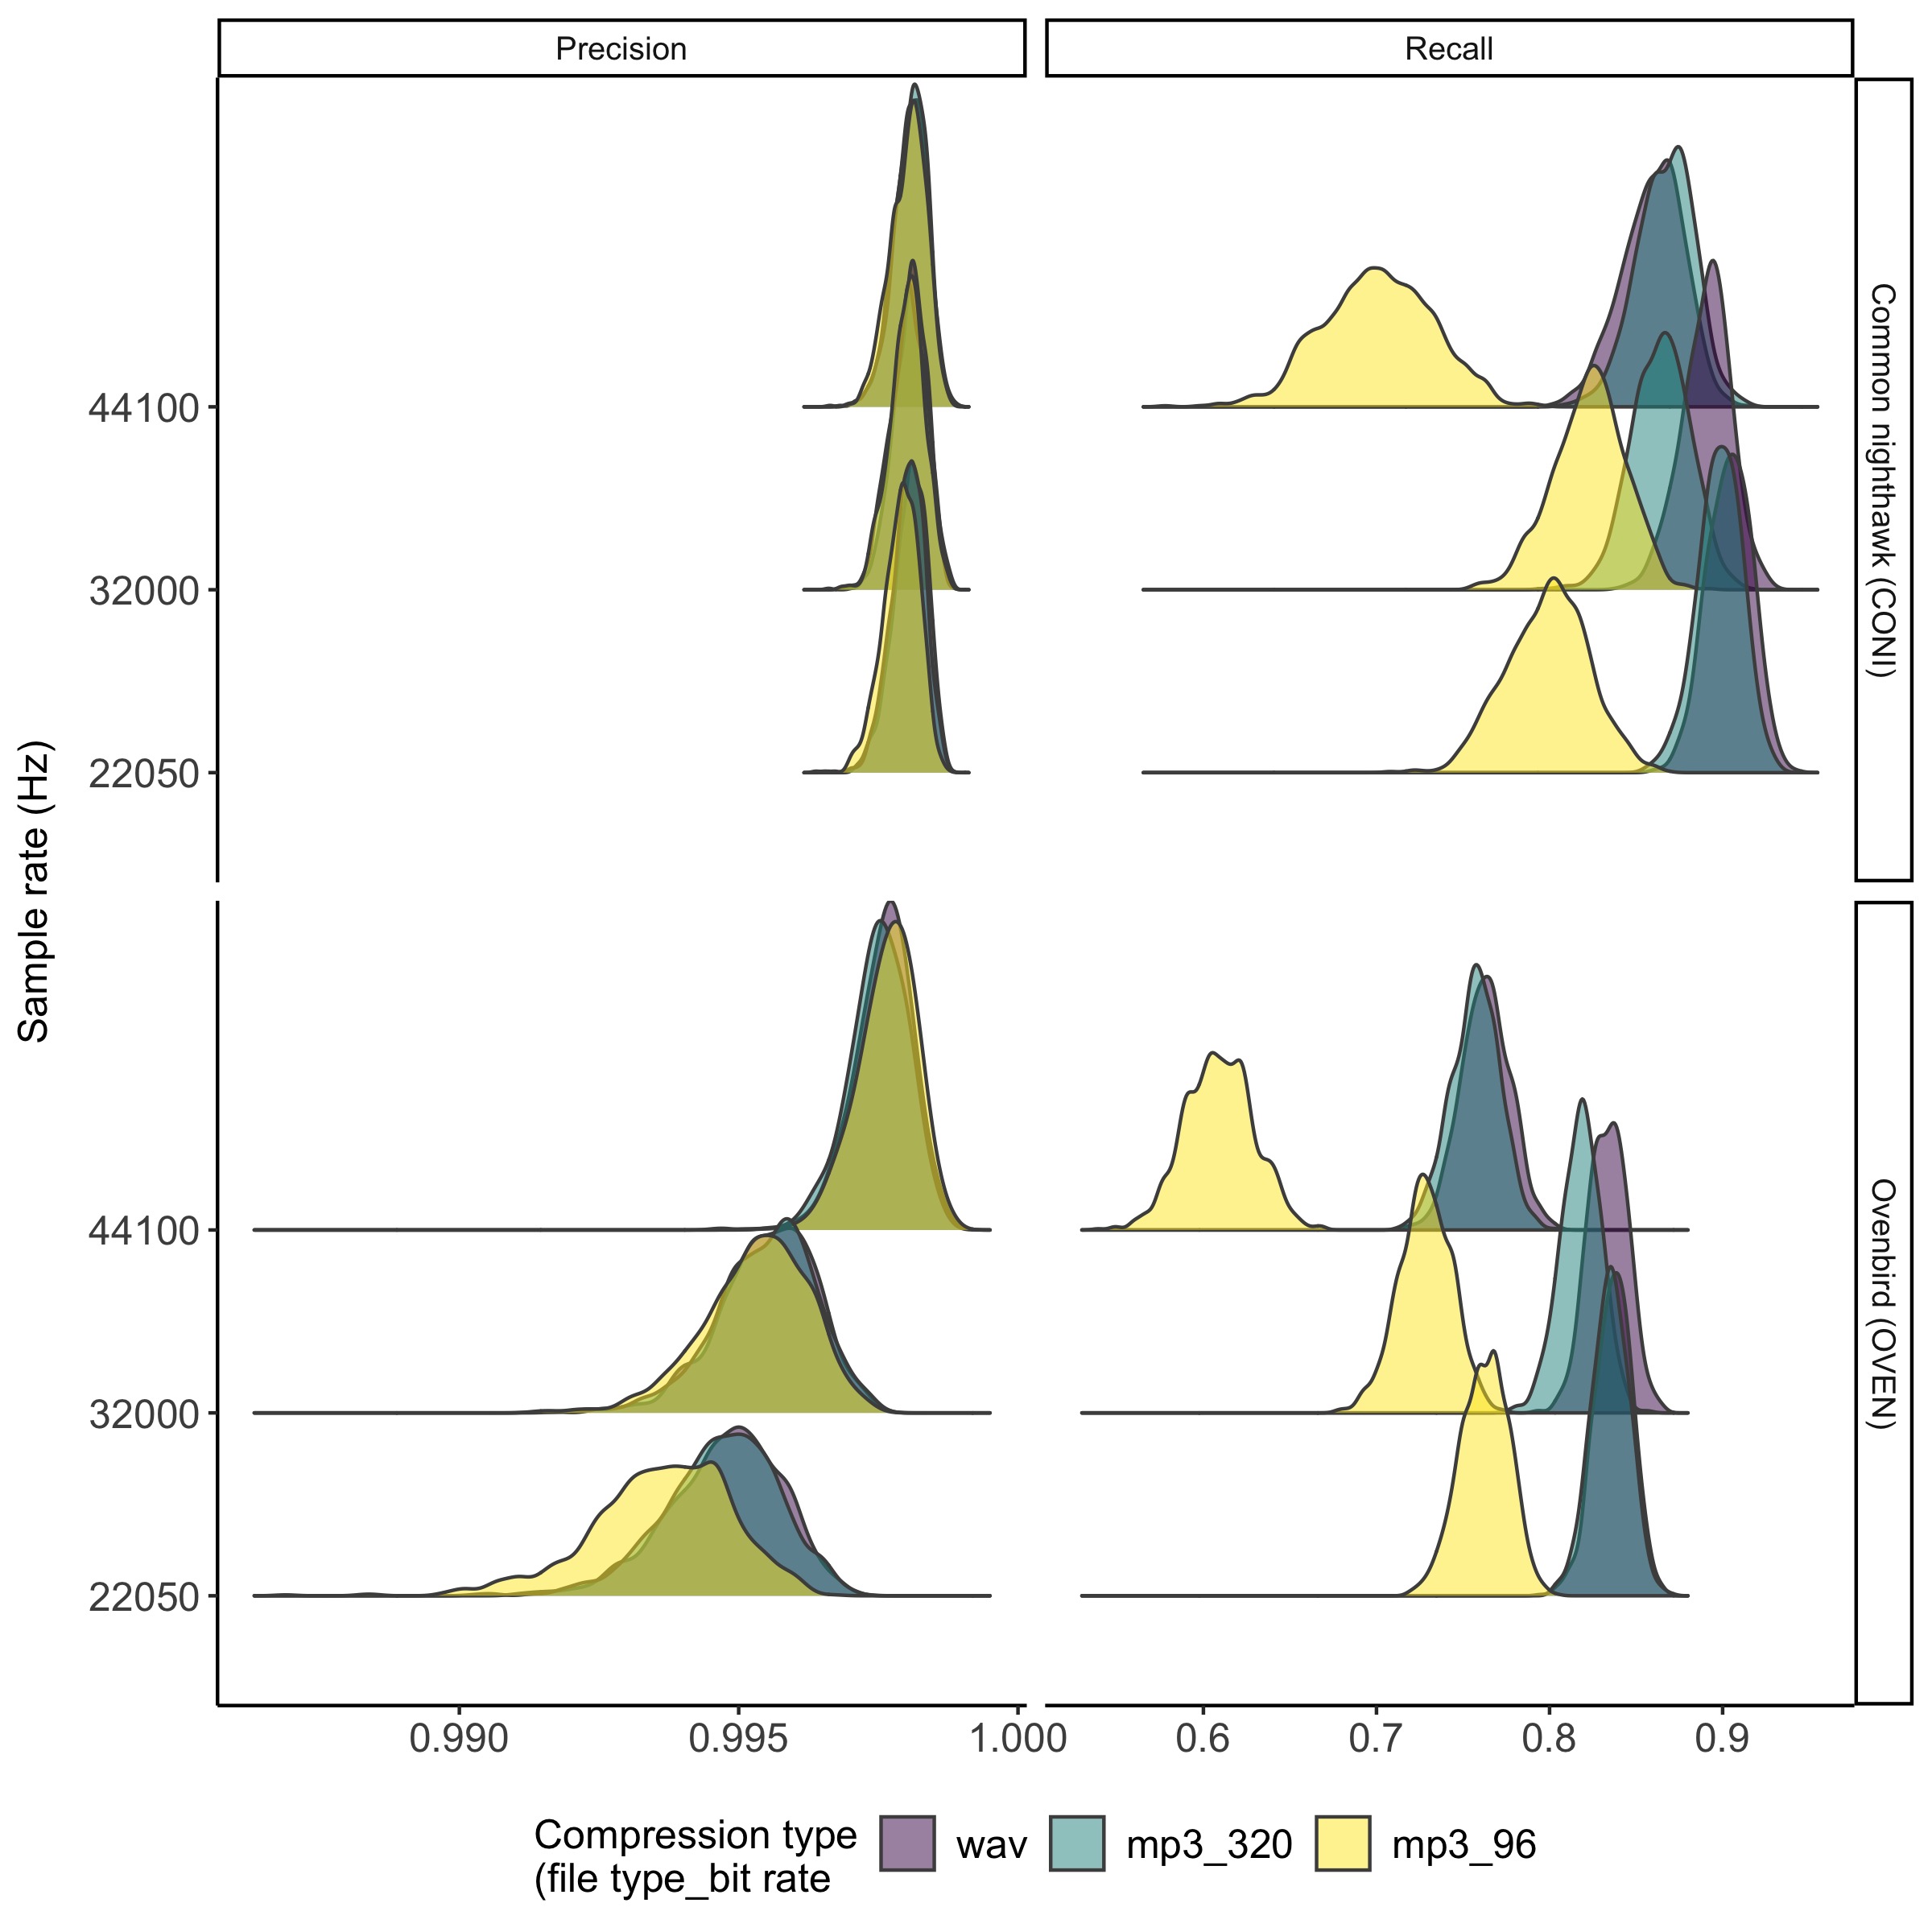 Precision
Recall
Common nighthawk (CONI)
44100
32000
22050
Sample rate (Hz)
Ovenbird (OVEN)
44100
32000
22050
0.990
0.995
1.000
0.6
0.7
0.8
0.9
Compression type
(file type_bit rate
wav
mp3_320
mp3_96